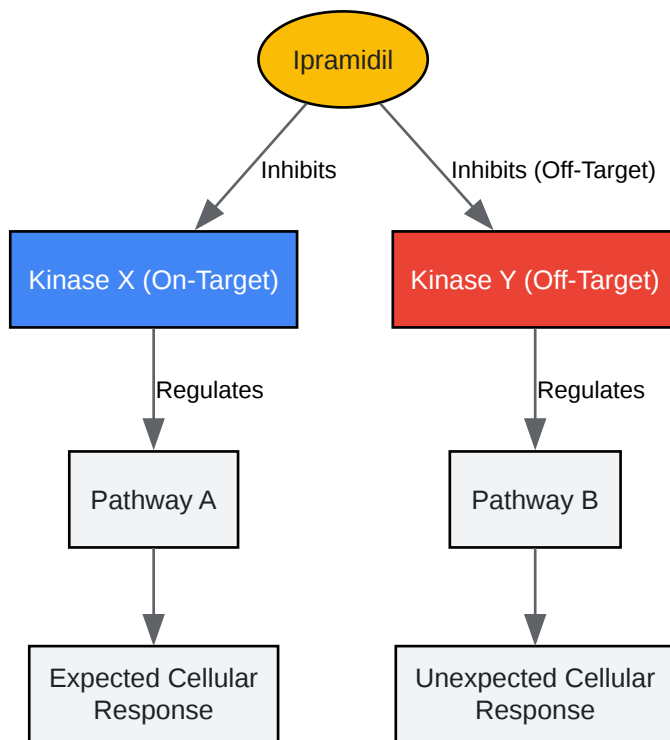 Ipramidil
Inhibits
Inhibits (Off-Target)
Kinase X (On-Target)
Kinase Y (Off-Target)
Regulates
Regulates
Pathway A
Pathway B
Expected Cellular
Response
Unexpected Cellular
Response